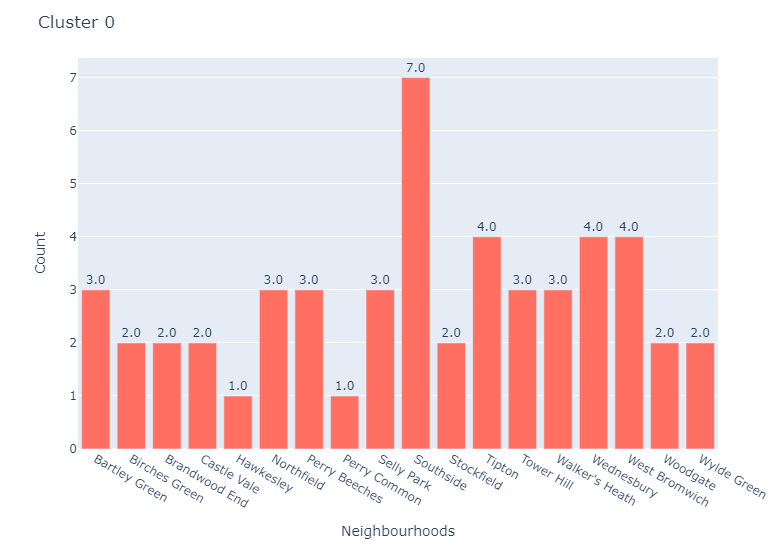 Cluster 0
7.0
7
6
5
4.0 4.0 4.0
4
Count
3.0 3.0 3.0 3.0 3.0 3.0
3
2.0 2.0 2.0 2.0 2.0 2.0
2
1.0 1.0
1
0
Bartley Green
Birches Green
Brandwood End
Castle Vale
Hawkesley
Northfield
Perry Beeches
Perry Common
Selly Park
Southside
Stockfield
Tipton
Tower Hill
Walker's Heath
Wednesbury
West Bromwich
Woodgate
Wylde Green
Neighbourhoods